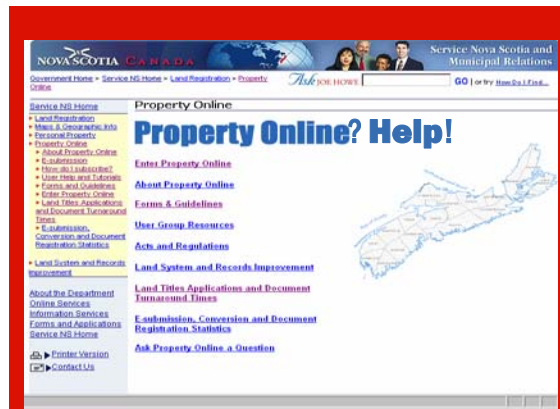 NOVA SCOTIA CANADA
Service Nova Scotia and
Municipal Relations
Government Home > Service NS Home > Land Registration > Property
Online
Ask JOE HOWE
GO | or try How Do I Find...
Service NS Home
Land Registration
Maps & Geographic Info
Personal Property
Property Online
About Property Online
E-submission
How do I subscribe?
User Help and Tutorials
Forms and Guidelines
Enter Property Online
Land Titles Applications
and Document Turnaround
Times
E-submission,
Conversion and Document
Registration Statistics
Land System and Records
Improvement
About the Department
Online Services
Information Services
Forms and Applications
Service NS Home
Printer Version
Contact Us
Property Online
Property Online? Help!
Enter Property Online
About Property Online
Forms & Guidelines
User Group Resources
Acts and Regulations
Land System and Records Improvement
Land Titles Applications and Document
Turnaround Times
E-submission, Conversion and Document
Registration Statistics
Ask Property Online a Question